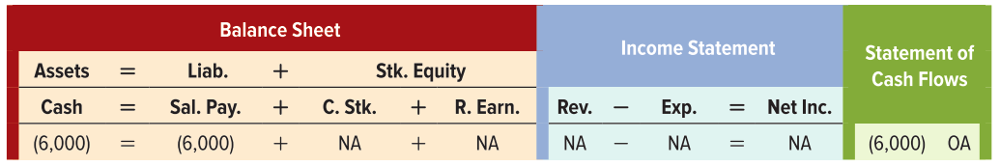 Balance Sheet
Income Statement
Statement of
Cash Flows
Assets = Liab. + Stk. Equity
Cash = Sal. Pay. + C. Stk. + R. Earn. Rev. − Exp. = Net Inc.
(6,000) = (6,000) + NA + NA NA − NA = NA (6,000) OA